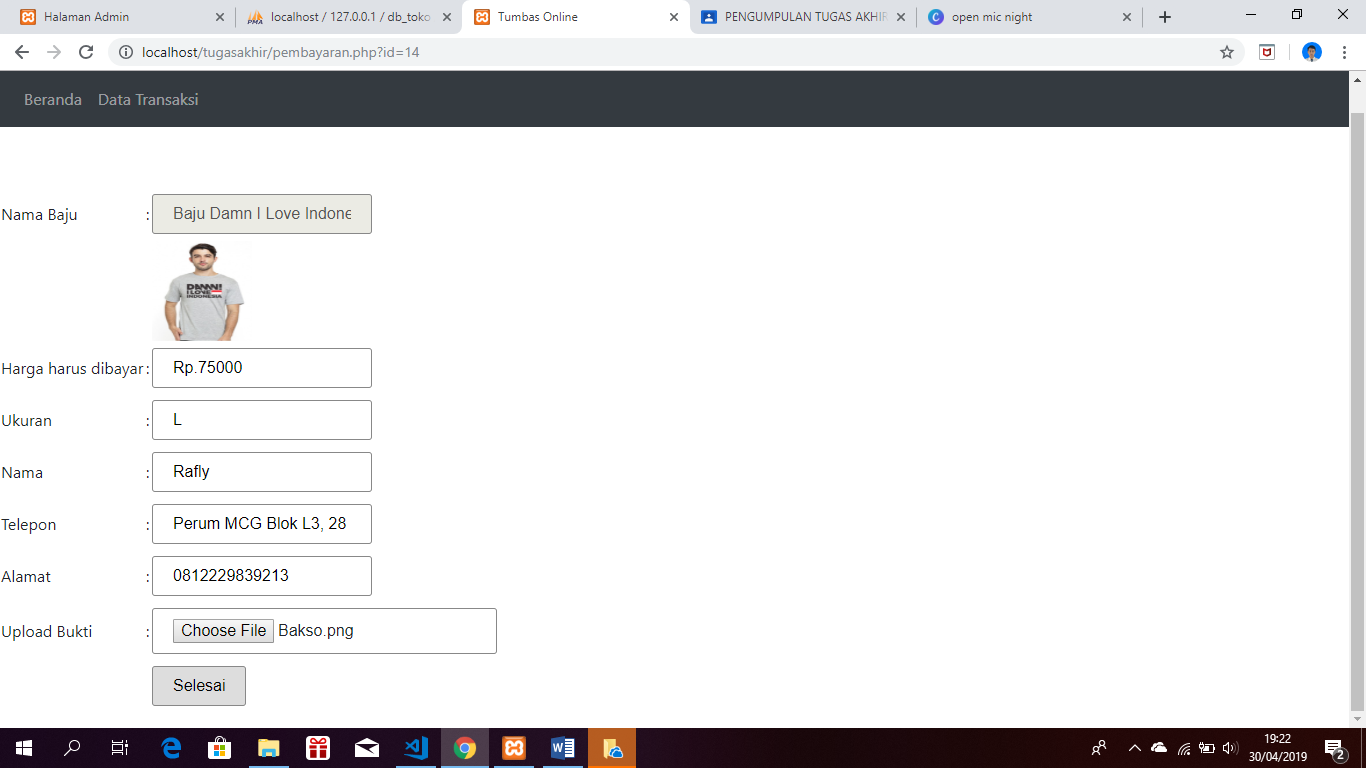 Halaman Admin
localhost / 127.0.0.1 / db_toko
Tumbas Online
PENGUMPULAN TUGAS AKHIR
open mic night
localhost/tugasakhir/pembayaran.php?id=14
Beranda Data Transaksi
Nama Baju : Baju Damn I Love Indone
DAMN!
I LOVE
INDONESIA
Harga harus dibayar : Rp.75000
Ukuran : L
Nama : Rafly
Telepon : Perum MCG Blok L3, 28
Alamat : 0812229839213
Upload Bukti : Choose File Bakso.png
Selesai
19:22
30/04/2019
2